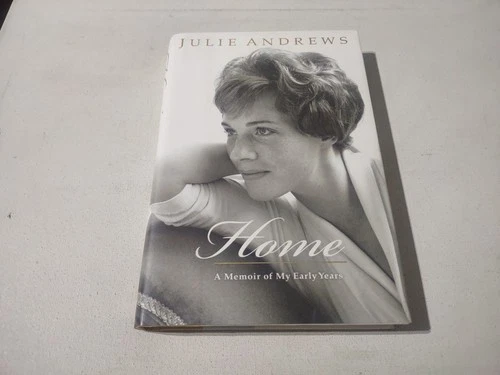 JULIE ANDREWS
Home
A Memoir of My Early Years